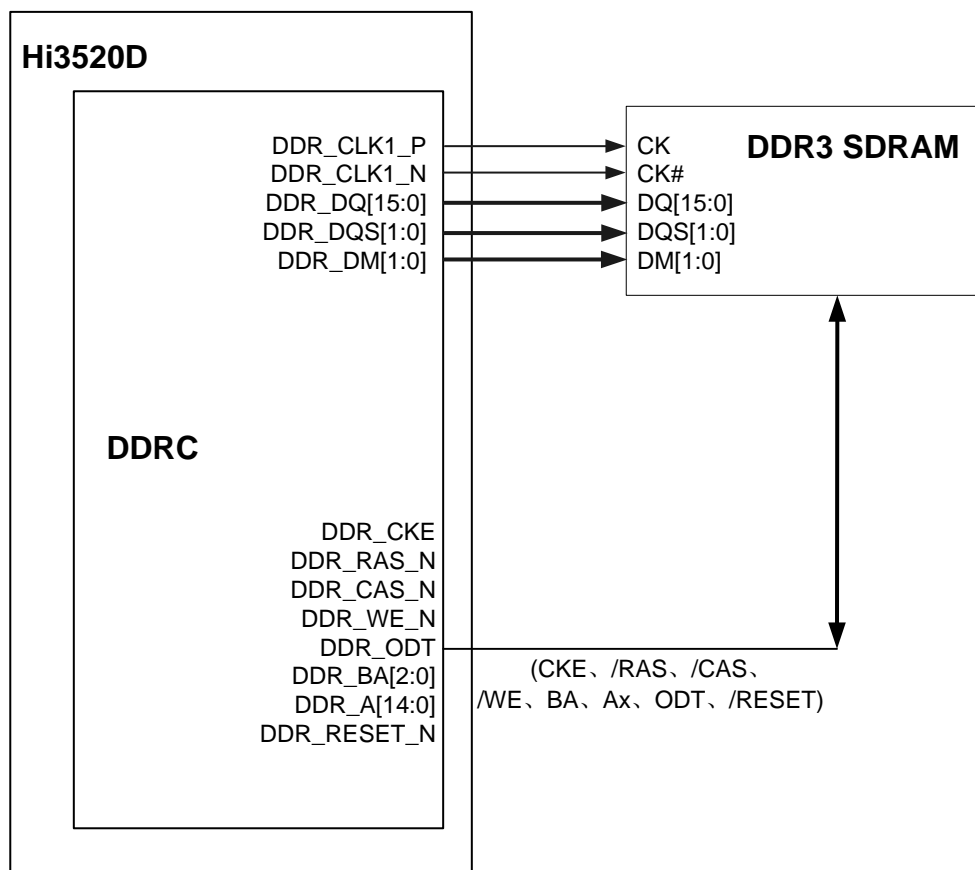 Hi3520D
DDR_CLK1_P
DDR_CLK1_N
DDR_DQ[15:0]
DDR_DQS[1:0]
DDR_DM[1:0]
CK
CK#
DQ[15:0]
DQS[1:0]
DM[1:0]
DDR3 SDRAM
DDRC
DDR_CKE
DDR_RAS_N
DDR_CAS_N
DDR_WE_N
DDR_ODT
DDR_BA[2:0]
DDR_A[14:0]
DDR_RESET_N
(CKE、/RAS、/CAS、
/WE、BA、Ax、ODT、/RESET)